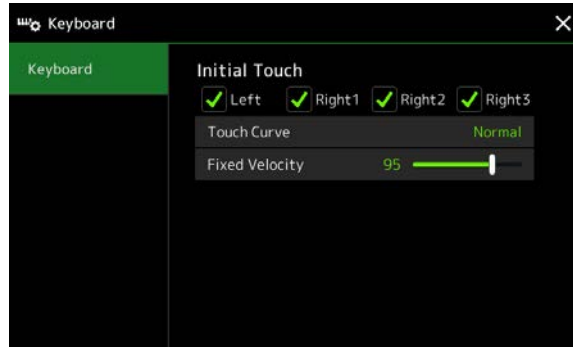 Keyboard
Keyboard
Initial Touch
Left Right1 Right2 Right3
Touch Curve Normal
Fixed Velocity 95